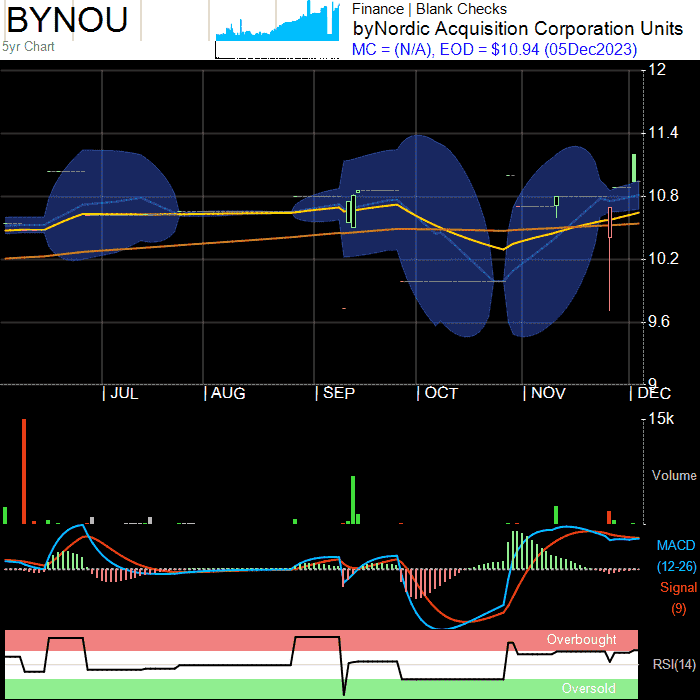 BYNOU
5yr Chart
Finance | Blank Checks
byNordic Acquisition Corporation Units
MC = (N/A), EOD = $10.94 (05Dec2023)
12
11.4
10.8
10.2
9.6
9
JUL
AUG
SEP
OCT
NOV
DEC
15k
Volume
MACD
(12-26)
Signal
(9)
Overbought
RSI(14)
Oversold